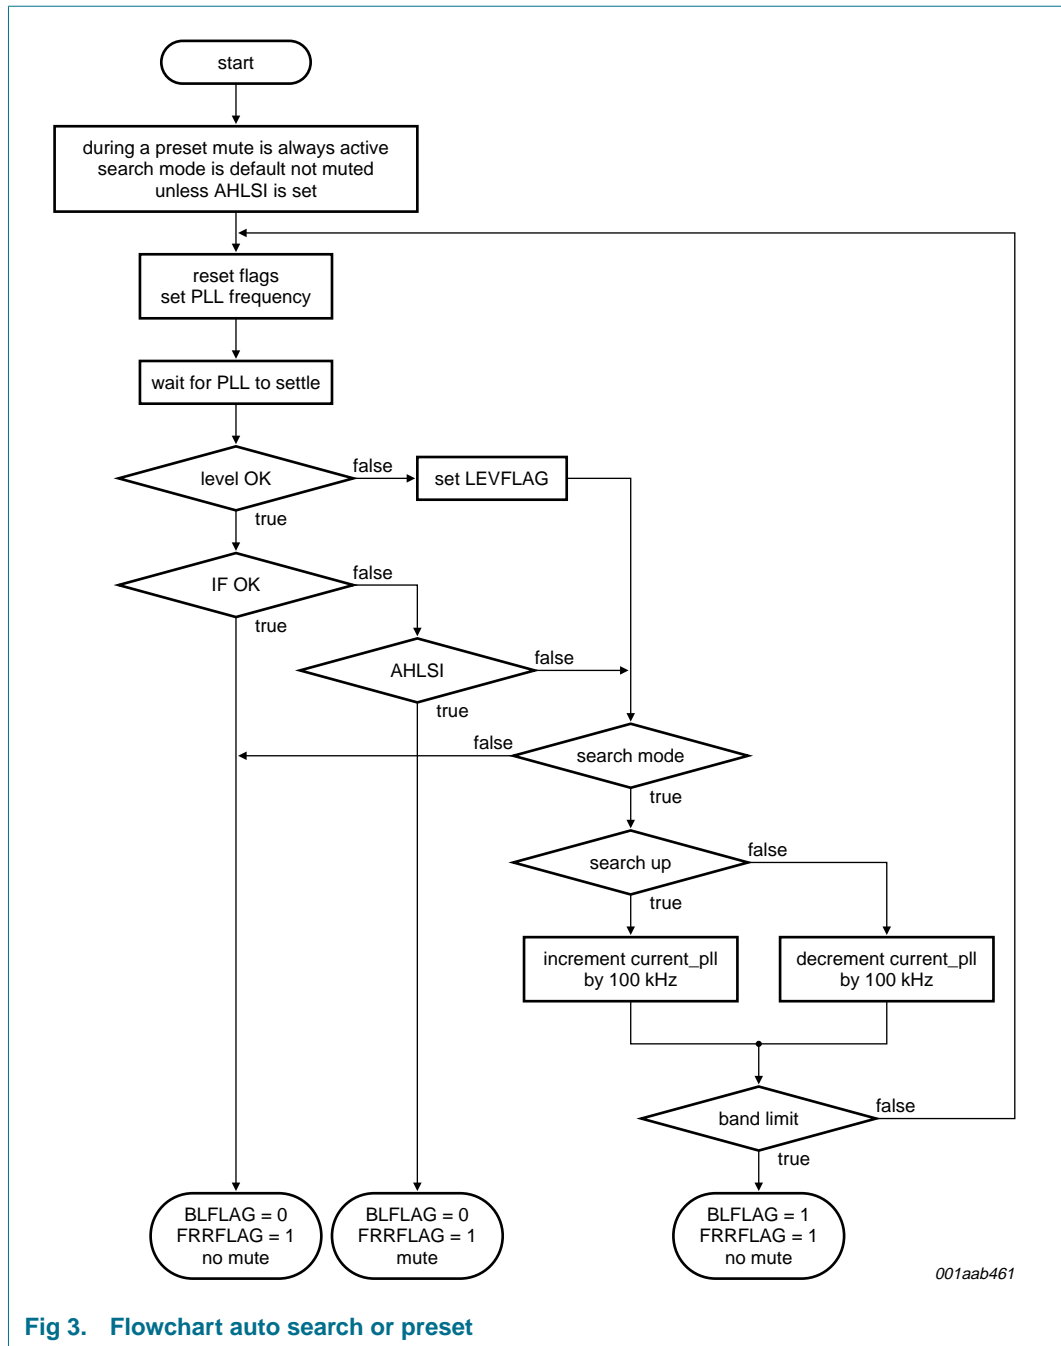 start
during a preset mute is always active
search mode is default not muted
unless AHLSI is set
reset flags
set PLL frequency
wait for PLL to settle
level OK
false
set LEVFLAG
true
IF OK
false
true
AHLSI
false
true
false
search mode
true
search up
false
true
increment current_pll
by 100 kHz
decrement current_pll
by 100 kHz
band limit
false
true
BLFLAG = 0
FRRFLAG = 1
no mute
BLFLAG = 0
FRRFLAG = 1
mute
BLFLAG = 1
FRRFLAG = 1
no mute
001aab461
Fig 3. Flowchart auto search or preset